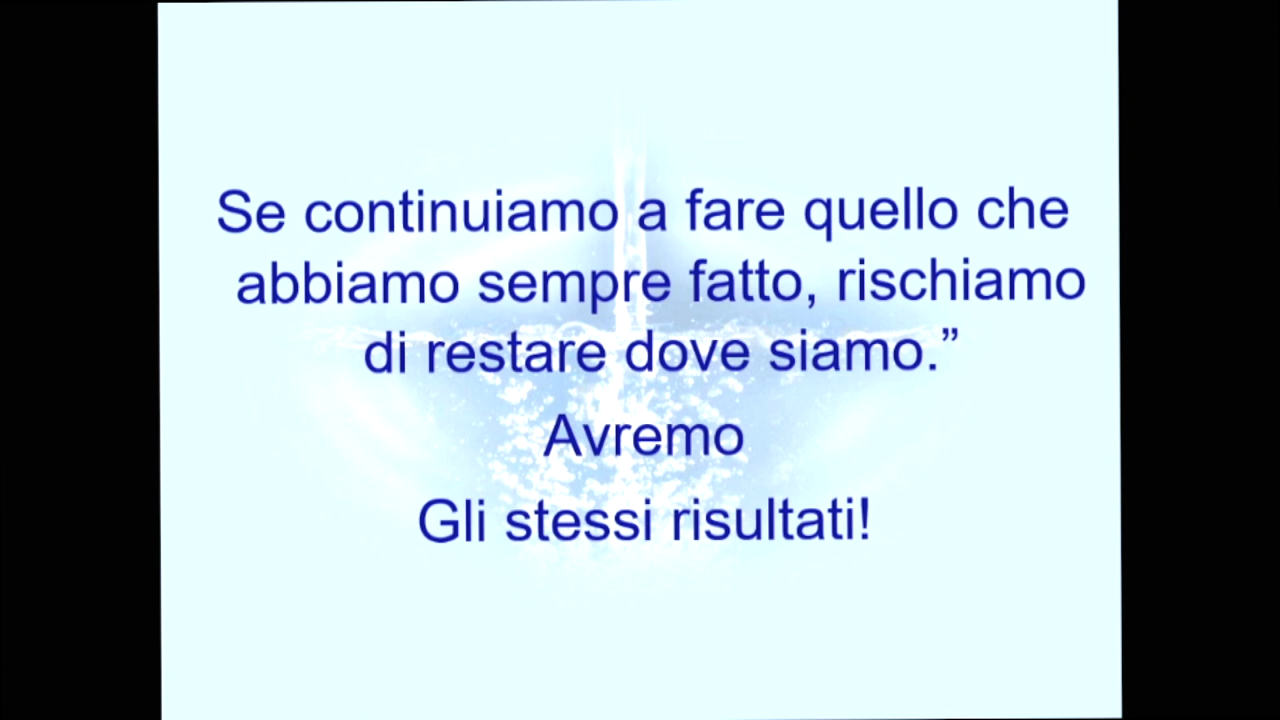 Se continuiamo a fare quello che
abbiamo sempre fatto, rischiamo
di restare dove siamo.”
Avremo
Gli stessi risultati!